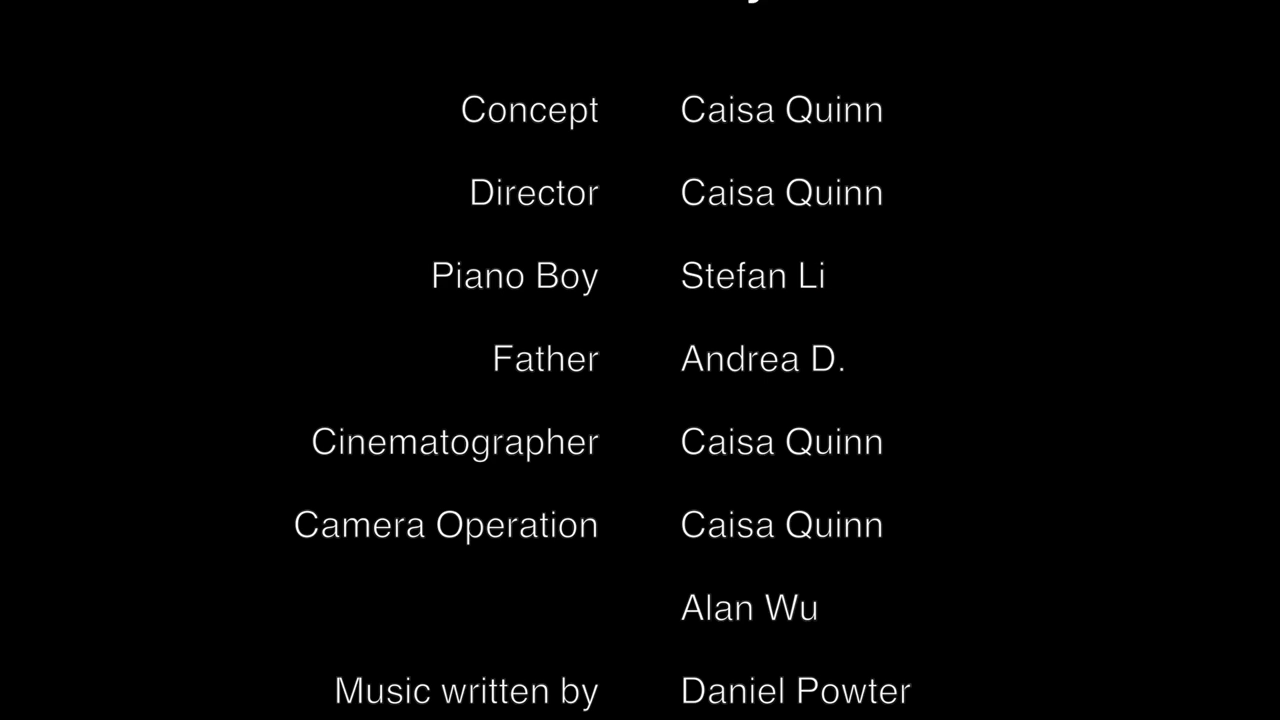 Concept Caisa Quinn
Director Caisa Quinn
Piano Boy Stefan Li
Father Andrea D.
Cinematographer Caisa Quinn
Camera Operation Caisa Quinn
Alan Wu
Music written by Daniel Powter